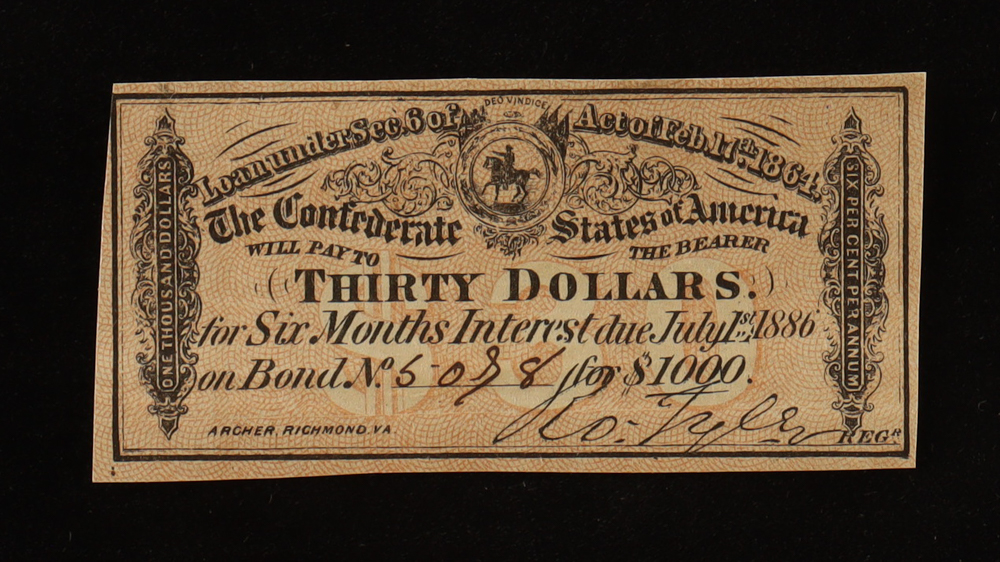 DEO VINDICE
Loan under Sec. 6 of Act of Feb. 17th 1864.
The Confederate States of America
WILL PAY TO THE BEARER
THIRTY DOLLARS.
for Six Months Interest due July 1st 1886
on Bond No. 5078 for $1000.
Ro: Tyler
ARCHER, RICHMOND, VA
REGR
ONE THOUSAND DOLLARS
SIX PER CENT PER ANNUM
$30